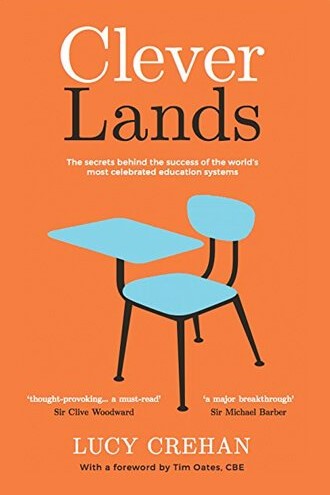 Clever
Lands
The secrets behind the success of the world's
most celebrated education systems
'thought-provoking... a must-read'
Sir Clive Woodward
'a major breakthrough'
Sir Michael Barber
LUCY CREHAN
With a foreword by Tim Oates, CBE